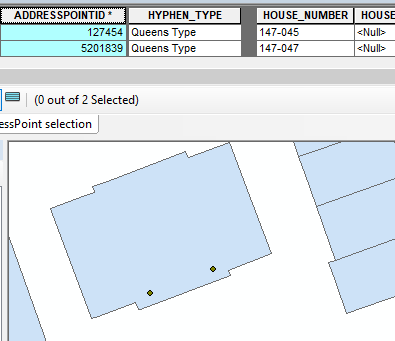 ADDRESSPOINTID * HYPHEN_TYPE HOUSE_NUMBER HOUSE
127454 Queens Type 147-045 <Null>
5201839 Queens Type 147-047 <Null>
(0 out of 2 Selected)
essPoint selection